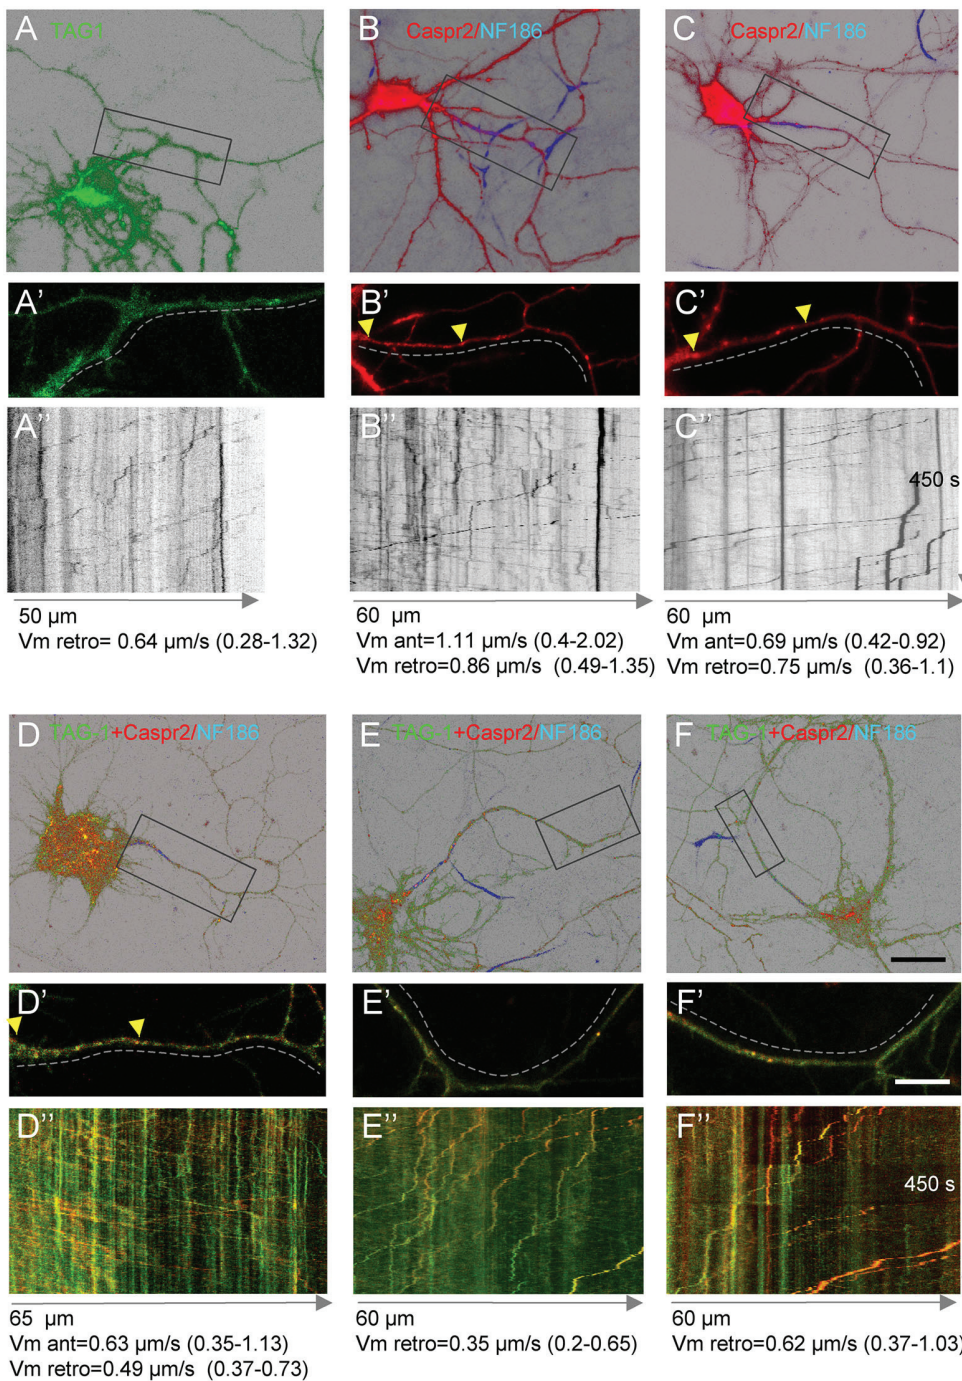 A TAG1
B Caspr2/NF186
C Caspr2/NF186
A'
B'
C'
A''
B''
C''
450 s
50 µm
Vm retro= 0.64 µm/s (0.28-1.32)
60 µm
Vm ant=1.11 µm/s (0.4-2.02)
Vm retro=0.86 µm/s (0.49-1.35)
60 µm
Vm ant=0.69 µm/s (0.42-0.92)
Vm retro=0.75 µm/s (0.36-1.1)
D TAG-1+Caspr2/NF186
E TAG-1+Caspr2/NF186
F TAG-1+Caspr2/NF186
D'
E'
F'
D''
E''
F''
450 s
65 µm
Vm ant=0.63 µm/s (0.35-1.13)
Vm retro=0.49 µm/s (0.37-0.73)
60 µm
Vm retro=0.35 µm/s (0.2-0.65)
60 µm
Vm retro=0.62 µm/s (0.37-1.03)